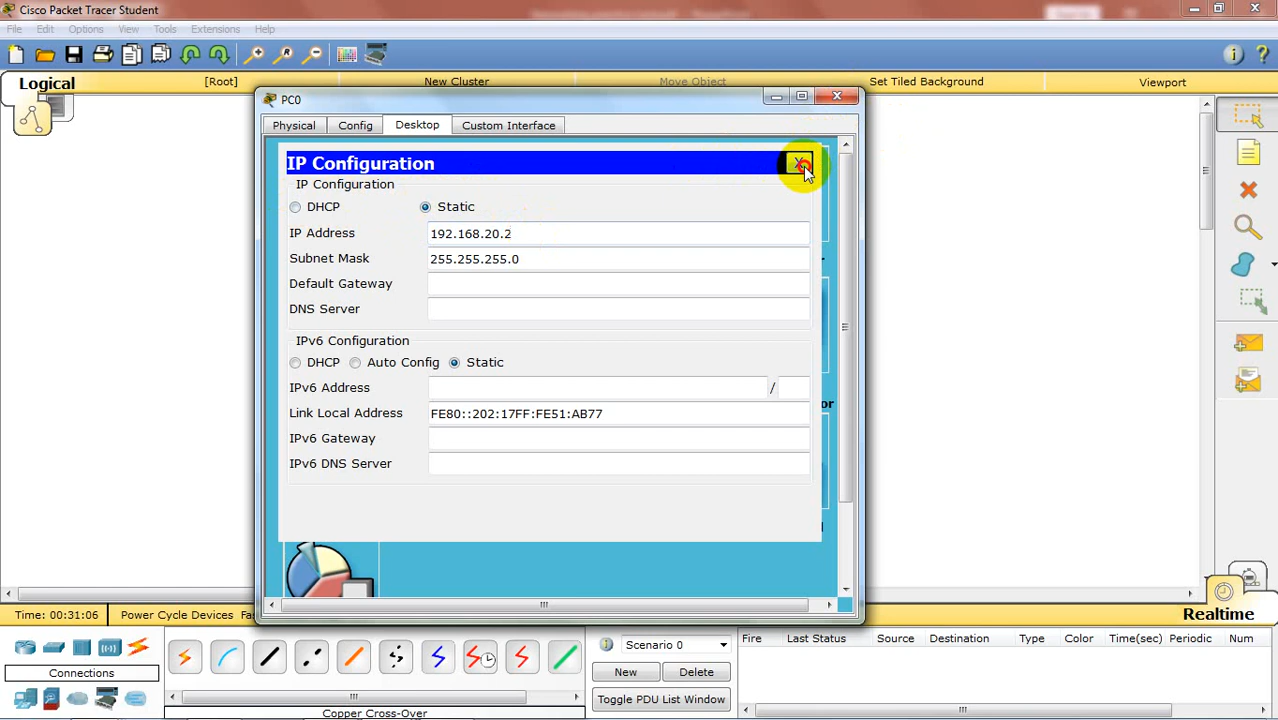 Cisco Packet Tracer Student
File Edit Options View Tools Extensions Help
Logical [Root] New Cluster Move Object Set Tiled Background Viewport
PC0
Physical Config Desktop Custom Interface
IP Configuration X
IP Configuration
DHCP Static
IP Address 192.168.20.2
Subnet Mask 255.255.255.0
Default Gateway
DNS Server
IPv6 Configuration
DHCP Auto Config Static
IPv6 Address /
Link Local Address FE80::202:17FF:FE51:AB77
IPv6 Gateway
IPv6 DNS Server
or
Time: 00:31:06 Power Cycle Devices Fa
Realtime
Scenario 0
Fire Last Status Source Destination Type Color Time(sec) Periodic Num
Connections
New Delete
Toggle PDU List Window
Copper Cross-Over